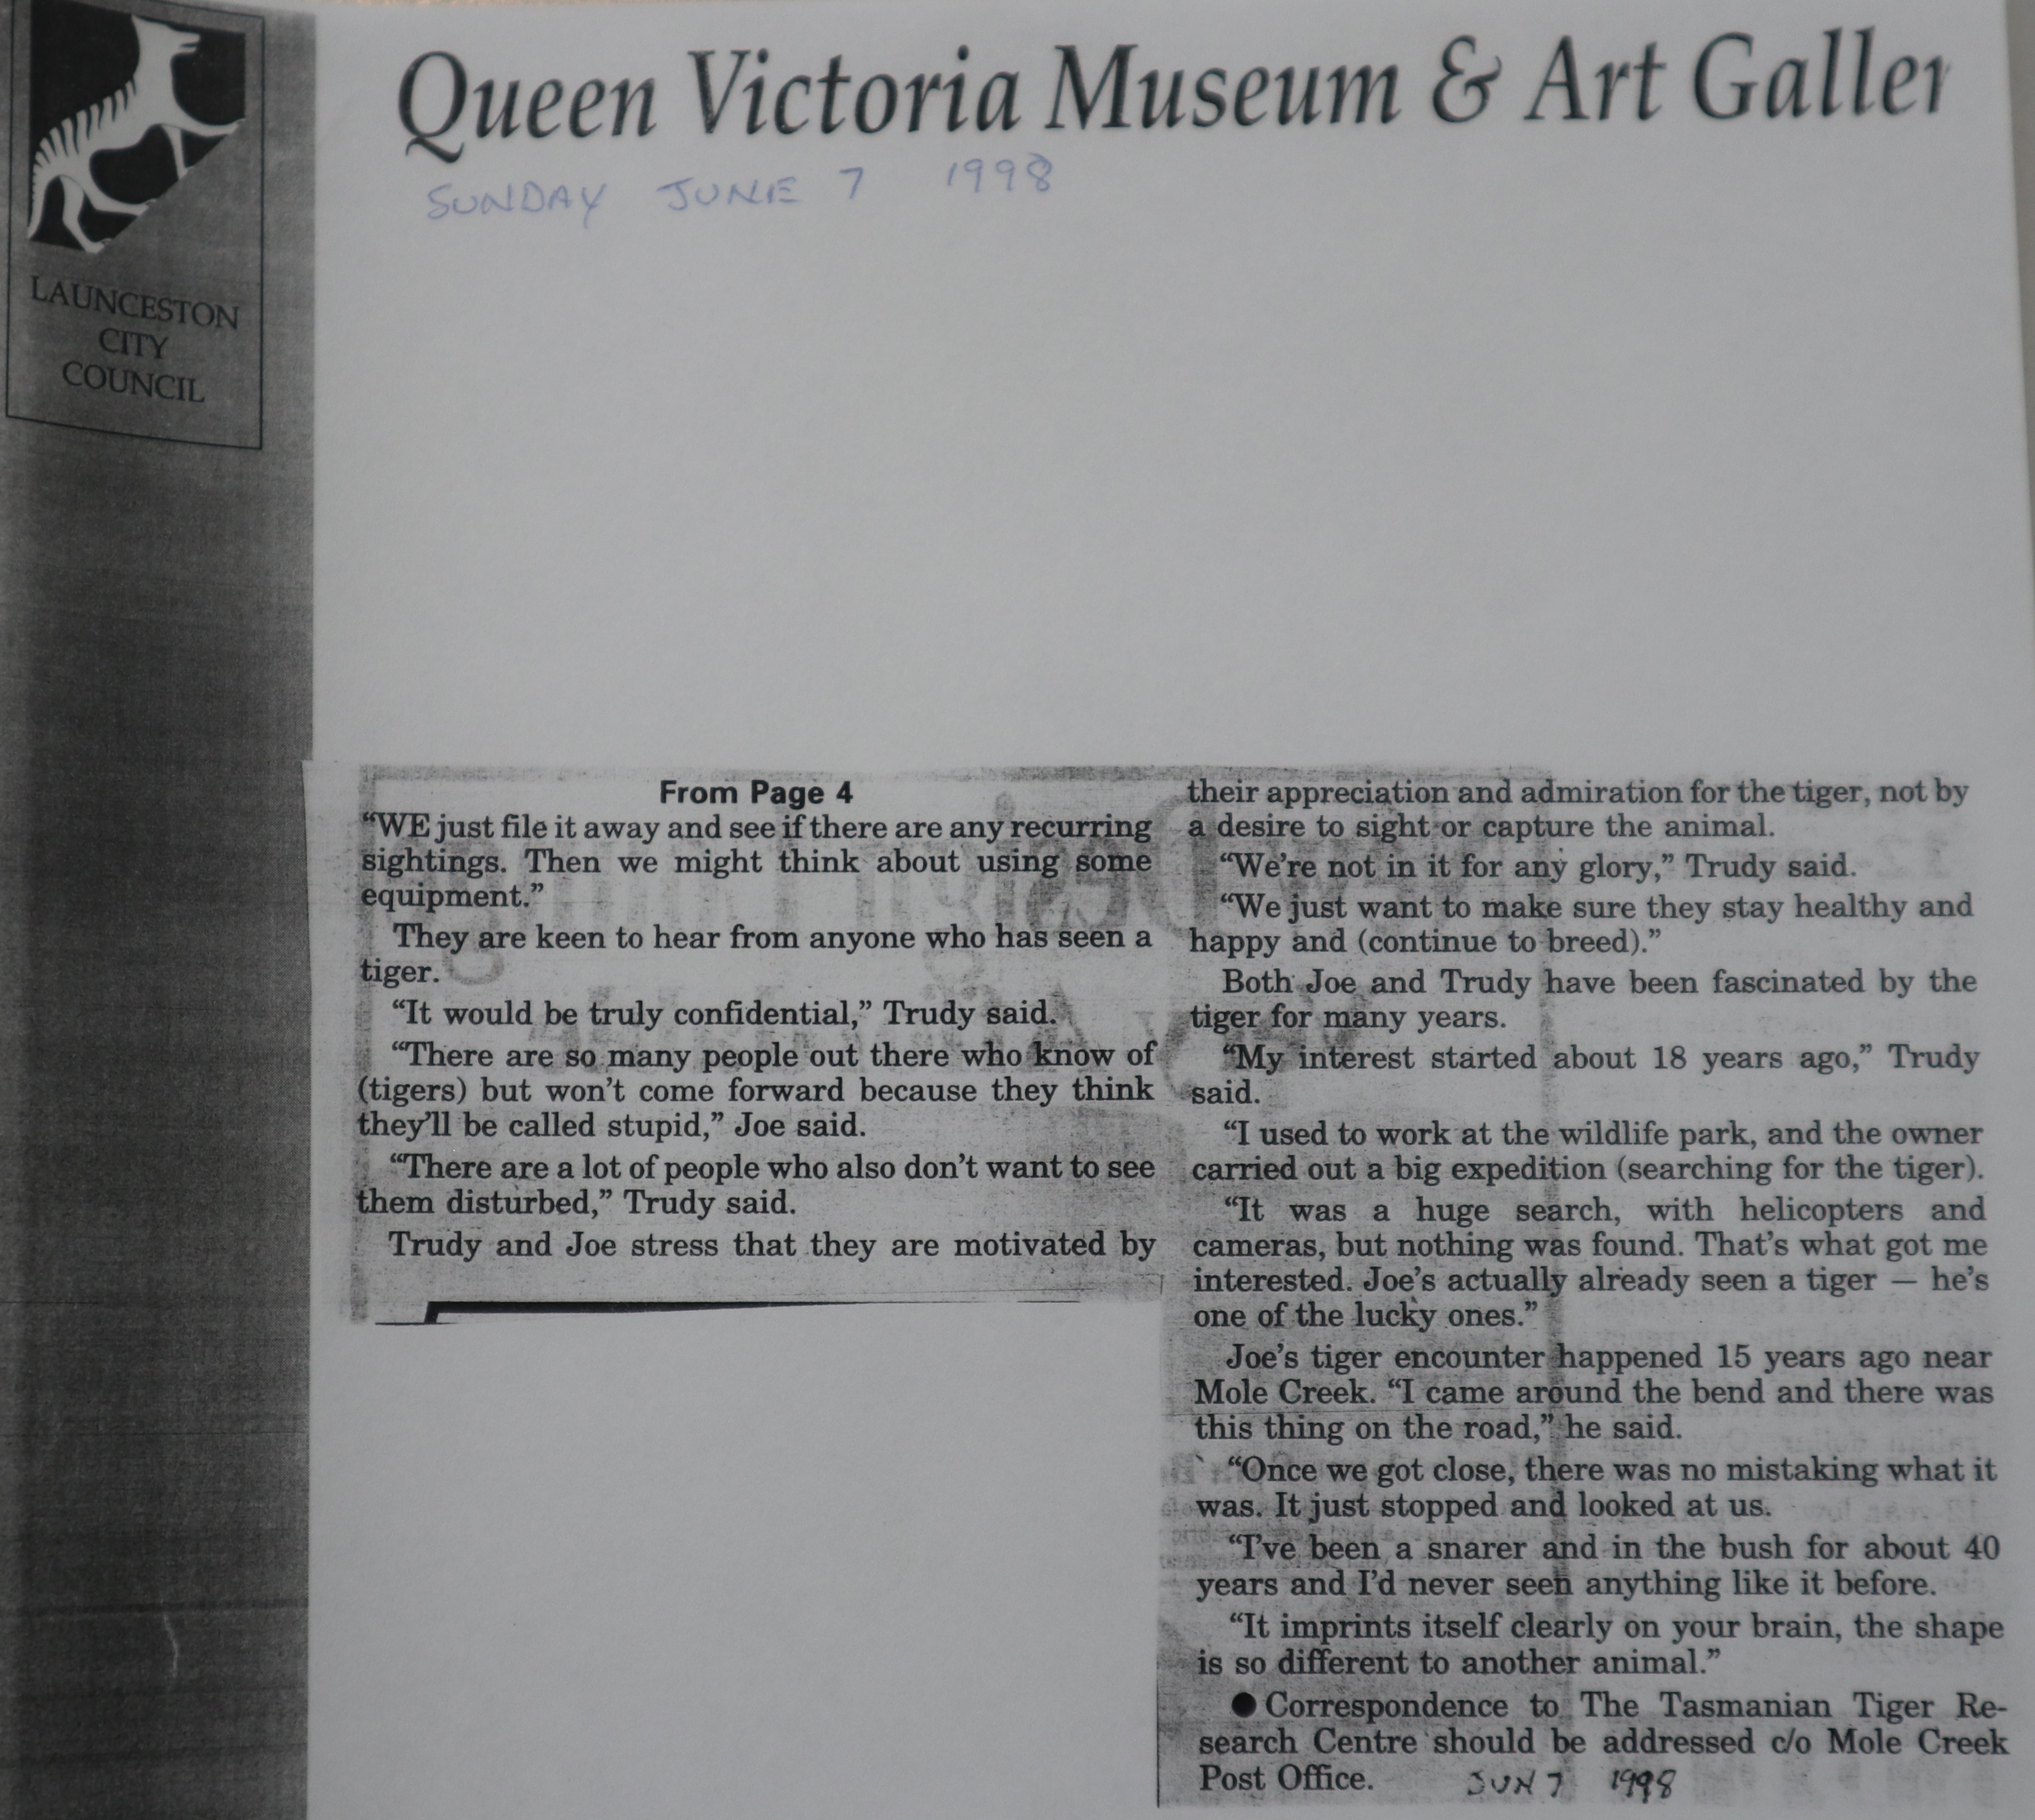 Queen Victoria Museum & Art Galler
SUNDAY JUNE 7 1998
LAUNCESTON
CITY
COUNCIL
From Page 4
“WE just file it away and see if there are any recurring
sightings. Then we might think about using some
equipment.”
They are keen to hear from anyone who has seen a
tiger.
“It would be truly confidential,” Trudy said.
“There are so many people out there who know of
(tigers) but won’t come forward because they think
they’ll be called stupid,” Joe said.
“There are a lot of people who also don’t want to see
them disturbed,” Trudy said.
Trudy and Joe stress that they are motivated by
their appreciation and admiration for the tiger, not by
a desire to sight or capture the animal.
“We’re not in it for any glory,” Trudy said.
“We just want to make sure they stay healthy and
happy and (continue to breed).”
Both Joe and Trudy have been fascinated by the
tiger for many years.
“My interest started about 18 years ago,” Trudy
said.
“I used to work at the wildlife park, and the owner
carried out a big expedition (searching for the tiger).
“It was a huge search, with helicopters and
cameras, but nothing was found. That’s what got me
interested. Joe’s actually already seen a tiger — he’s
one of the lucky ones.”
Joe’s tiger encounter happened 15 years ago near
Mole Creek. “I came around the bend and there was
this thing on the road,” he said.
“Once we got close, there was no mistaking what it
was. It just stopped and looked at us.
“I’ve been a snarer and in the bush for about 40
years and I’d never seen anything like it before.
“It imprints itself clearly on your brain, the shape
is so different to another animal.”
● Correspondence to The Tasmanian Tiger Re-
search Centre should be addressed c/o Mole Creek
Post Office.
JUN 7 1998